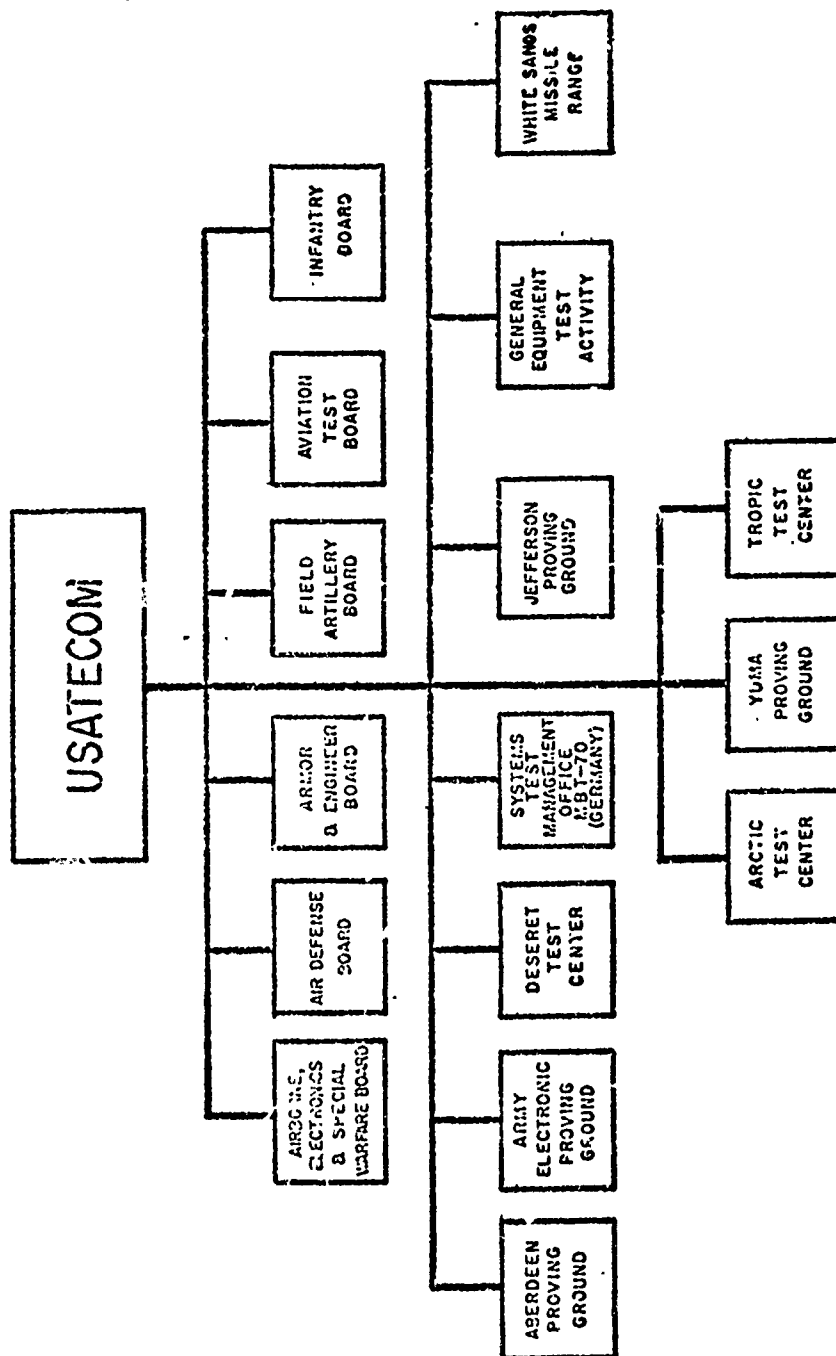 USATECOM
AIRBORNE,
ELECTRONICS
& SPECIAL
WARFARE BOARD
AIR DEFENSE
BOARD
ARMOR
& ENGINEER
BOARD
FIELD
ARTILLERY
BOARD
AVIATION
TEST
BOARD
INFANTRY
BOARD
ABERDEEN
PROVING
GROUND
ARMY
ELECTRONIC
PROVING
GROUND
DESERET
TEST
CENTER
SYSTEMS
TEST
MANAGEMENT
OFFICE
MBT-70
(GERMANY)
JEFFERSON
PROVING
GROUND
GENERAL
EQUIPMENT
TEST
ACTIVITY
WHITE SANDS
MISSILE
RANGE
ARCTIC
TEST
CENTER
YUMA
PROVING
GROUND
TROPIC
TEST
CENTER